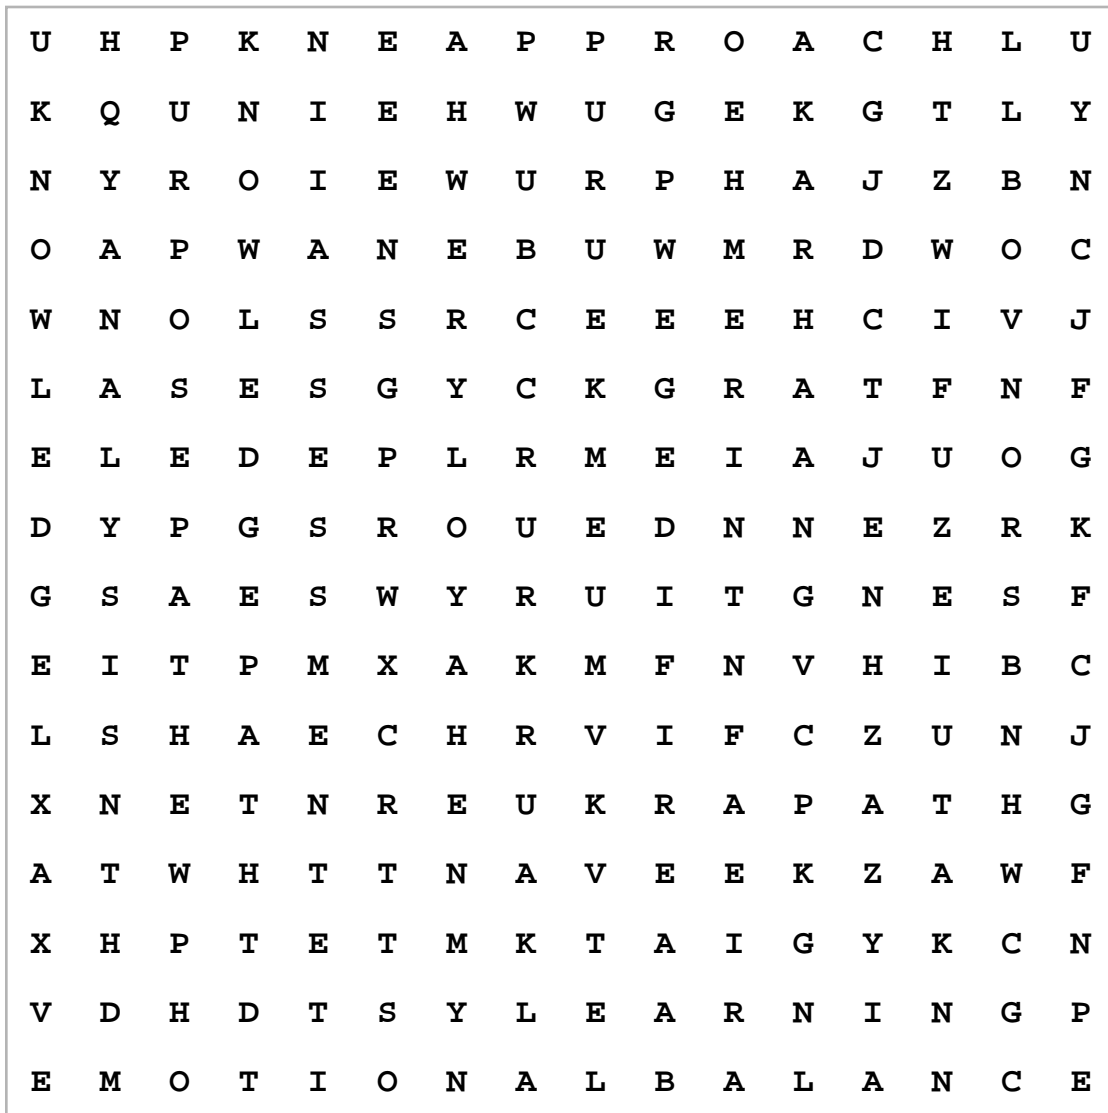 U H P K N E A P P R O A C H L U
K Q U N I E H W U G E K G T L Y
N Y R O I E W U R P H A J Z B N
O A P W A N E B U W M R D W O C
W N O L S S R C E E E H C I V J
L A S E S G Y C K G R A T F N F
E L E D E P L R M E I A J U O G
D Y P G S R O U E D N N E Z R K
G S A E S W Y R U I T G N E S F
E I T P M X A K M F N V H I B C
L S H A E C H R V I F C Z U N J
X N E T N R E U K R A P A T H G
A T W H T T N A V E E K Z A W F
X H P T E T M K T A I G Y K C N
V D H D T S Y L E A R N I N G P
E M O T I O N A L B A L A N C E